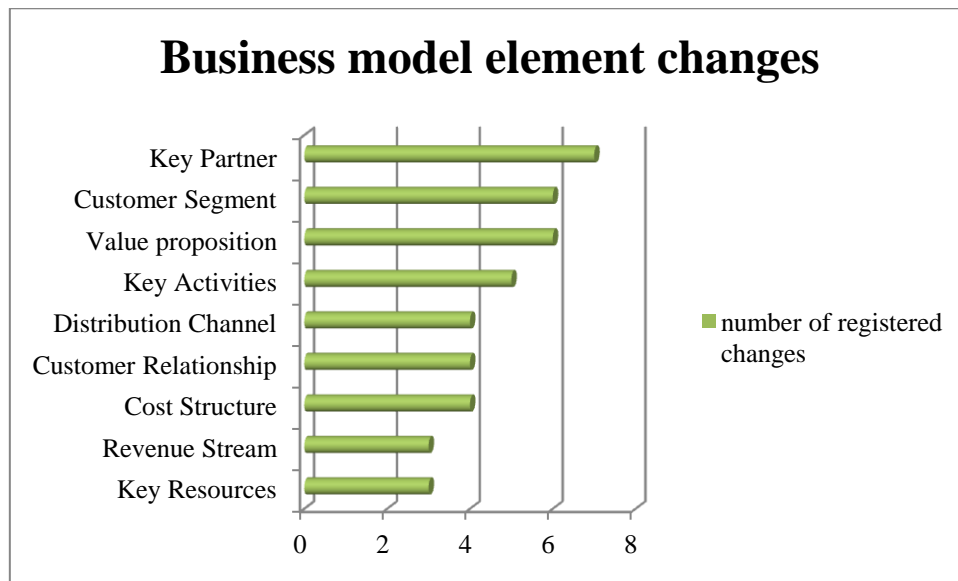 Business model element changes
Key Partner
Customer Segment
Value proposition
Key Activities
Distribution Channel
Customer Relationship
Cost Structure
Revenue Stream
Key Resources
0 2 4 6 8
number of registered
changes